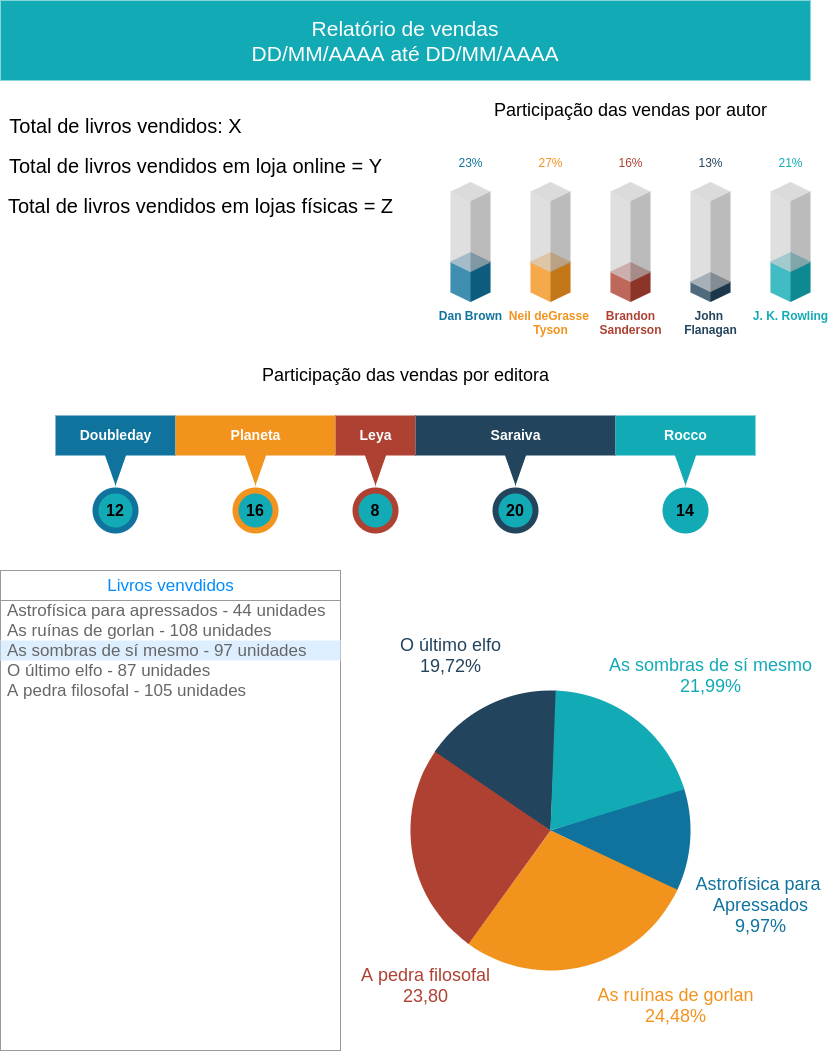 Relatório de vendas
DD/MM/AAAA até DD/MM/AAAA
Total de livros vendidos: X
Total de livros vendidos em loja online = Y
Total de livros vendidos em lojas físicas = Z
Participação das vendas por autor
23% 27% 16% 13% 21%
Dan Brown Neil deGrasse Brandon John J. K. Rowling
Tyson Sanderson Flanagan
Participação das vendas por editora
Doubleday Planeta Leya Saraiva Rocco
12 16 8 20 14
Livros venvdidos
Astrofísica para apressados - 44 unidades
As ruínas de gorlan - 108 unidades
As sombras de sí mesmo - 97 unidades
O último elfo - 87 unidades
A pedra filosofal - 105 unidades
O último elfo
19,72%
As sombras de sí mesmo
21,99%
Astrofísica para
Apressados
9,97%
A pedra filosofal
23,80
As ruínas de gorlan
24,48%